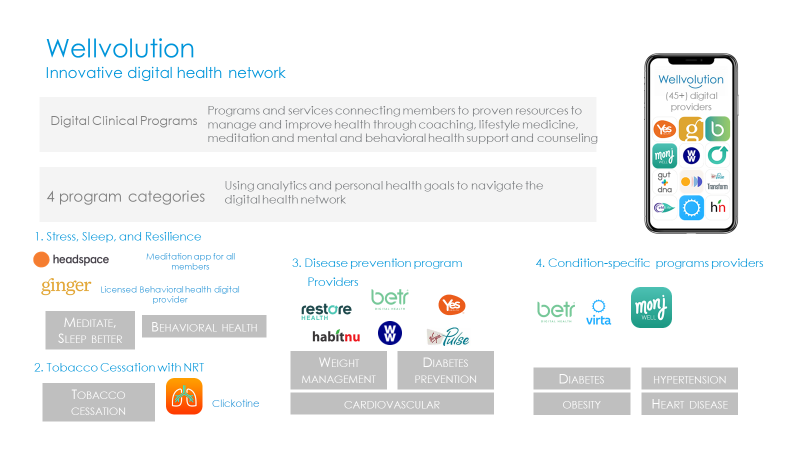 Wellvolution
Innovative digital health network
Digital Clinical Programs
Programs and services connecting members to proven resources to
manage and improve health through coaching, lifestyle medicine,
meditation and mental and behavioral health support and counseling
4 program categories
Using analytics and personal health goals to navigate the
digital health network
Wellvolution
(45+) digital
providers
Yes
g
b
monj
WELL
W
gut
+
dna
Transform
hn
1. Stress, Sleep, and Resilience
headspace
Meditation app for all
members
ginger
Licensed Behavioral health digital
provider
MEDITATE,
SLEEP BETTER
BEHAVIORAL HEALTH
2. Tobacco Cessation with NRT
TOBACCO
CESSATION
Clickotine
3. Disease prevention program
Providers
restore
HEALTH
betr
Yes
habitnu
W
Pulse
WEIGHT
MANAGEMENT
DIABETES
PREVENTION
CARDIOVASCULAR
4. Condition-specific programs providers
betr
virta
monj
WELL
DIABETES
HYPERTENSION
OBESITY
HEART DISEASE